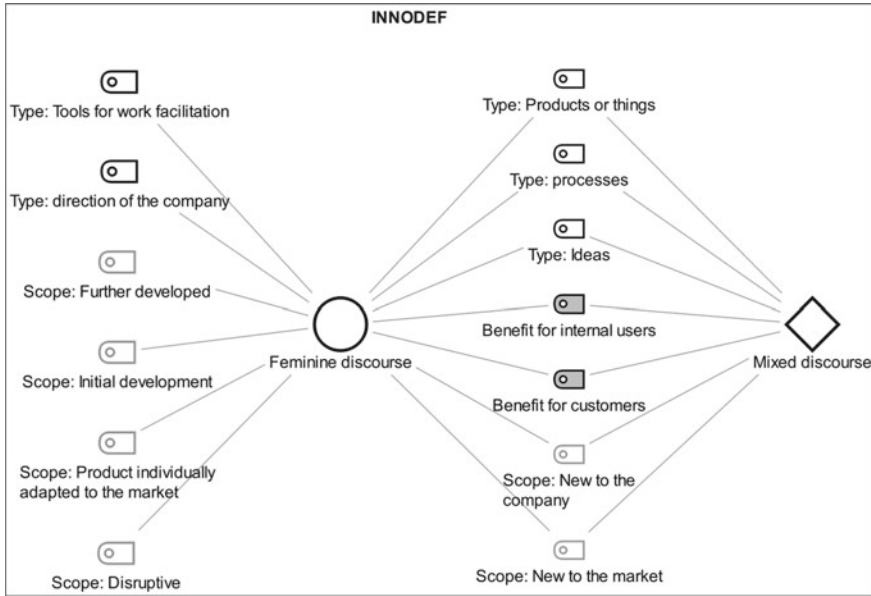 INNODEF
Type: Tools for work facilitation
Type: direction of the company
Scope: Further developed
Scope: Initial development
Scope: Product individually
adapted to the market
Scope: Disruptive
Feminine discourse
Type: Products or things
Type: processes
Type: Ideas
Benefit for internal users
Benefit for customers
Scope: New to the
company
Scope: New to the market
Mixed discourse